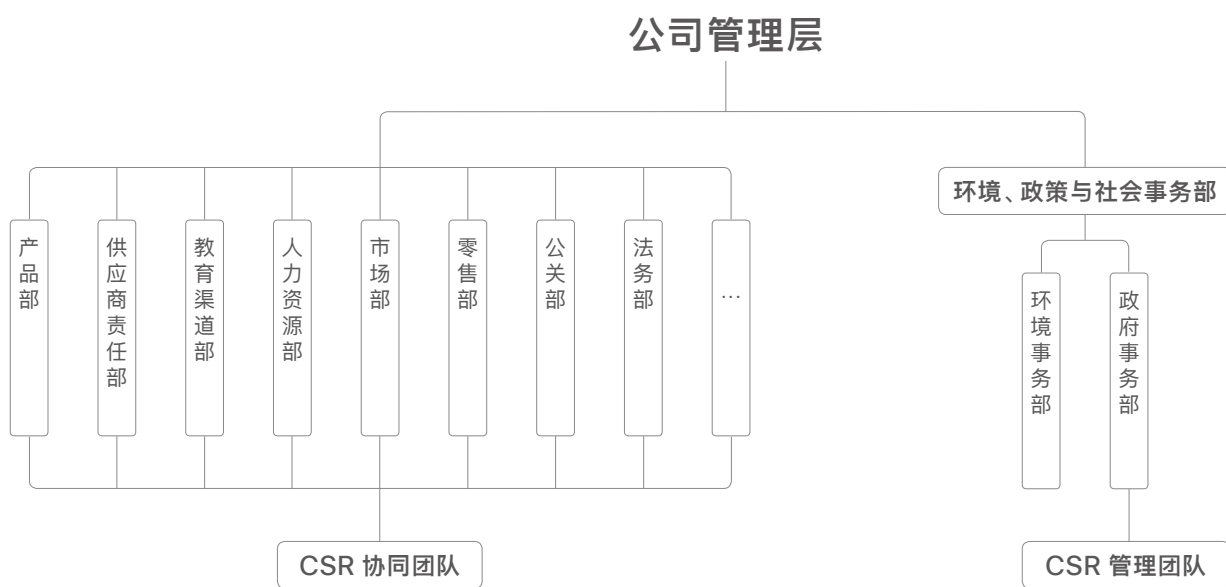 公司管理层
环境、政策与社会事务部
产品部
供应商责任部
教育渠道部
人力资源部
市场部
零售部
公关部
法务部
…
环境事务部
政府事务部
CSR 协同团队
CSR 管理团队